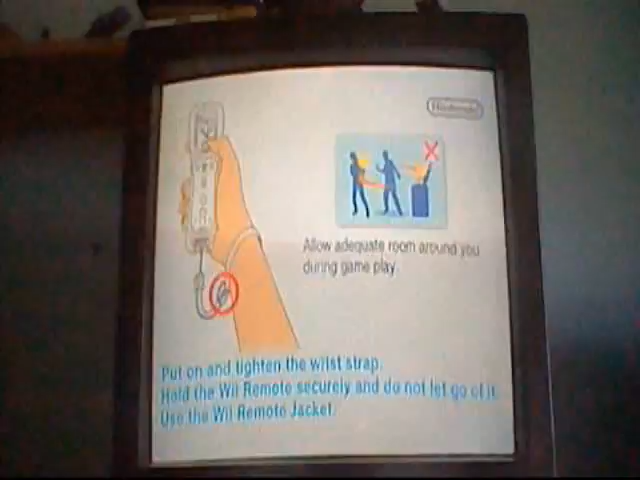 Nintendo
Allow adequate room around you
during game play.
Put on and tighten the wrist strap.
Hold the Wii Remote securely and do not let go of it.
Use the Wii Remote Jacket.